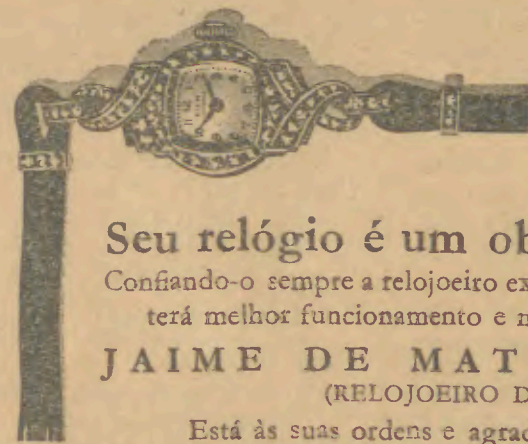 Seu relógio é um ob
Confiando-o sempre a relojoeiro ex
terá melhor funcionamento e m
JAIME DE MAT
(RELOJOEIRO D
Está às suas ordens e agrad